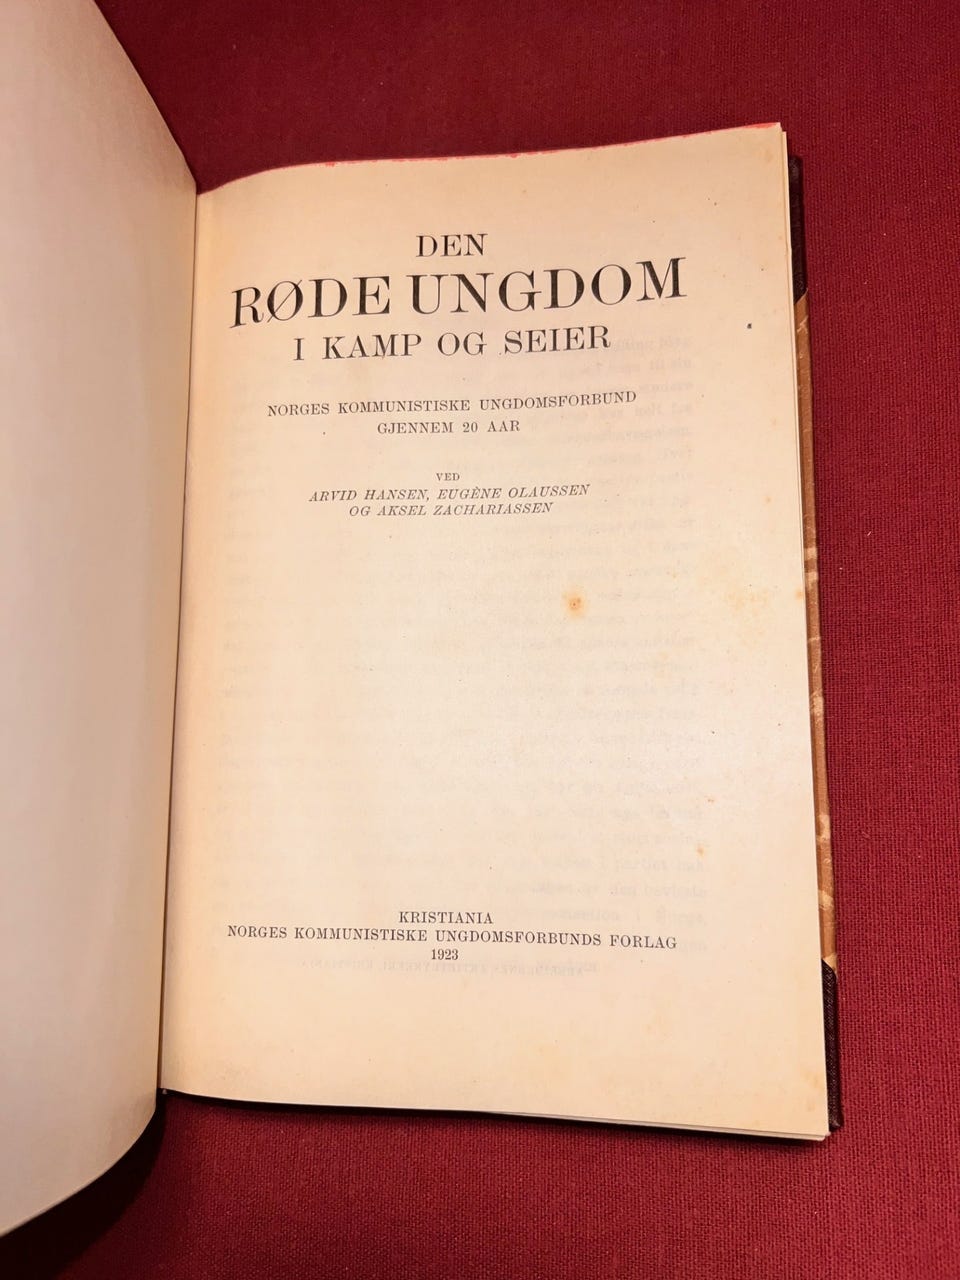 DEN
RØDE UNGDOM
I KAMP OG SEIER
NORGES KOMMUNISTISKE UNGDOMSFORBUND
GJENNEM 20 AAR
VED
ARVID HANSEN, EUGÈNE OLAUSSEN
OG AKSEL ZACHARIASSEN
KRISTIANIA
NORGES KOMMUNISTISKE UNGDOMSFORBUNDS FORLAG
1923